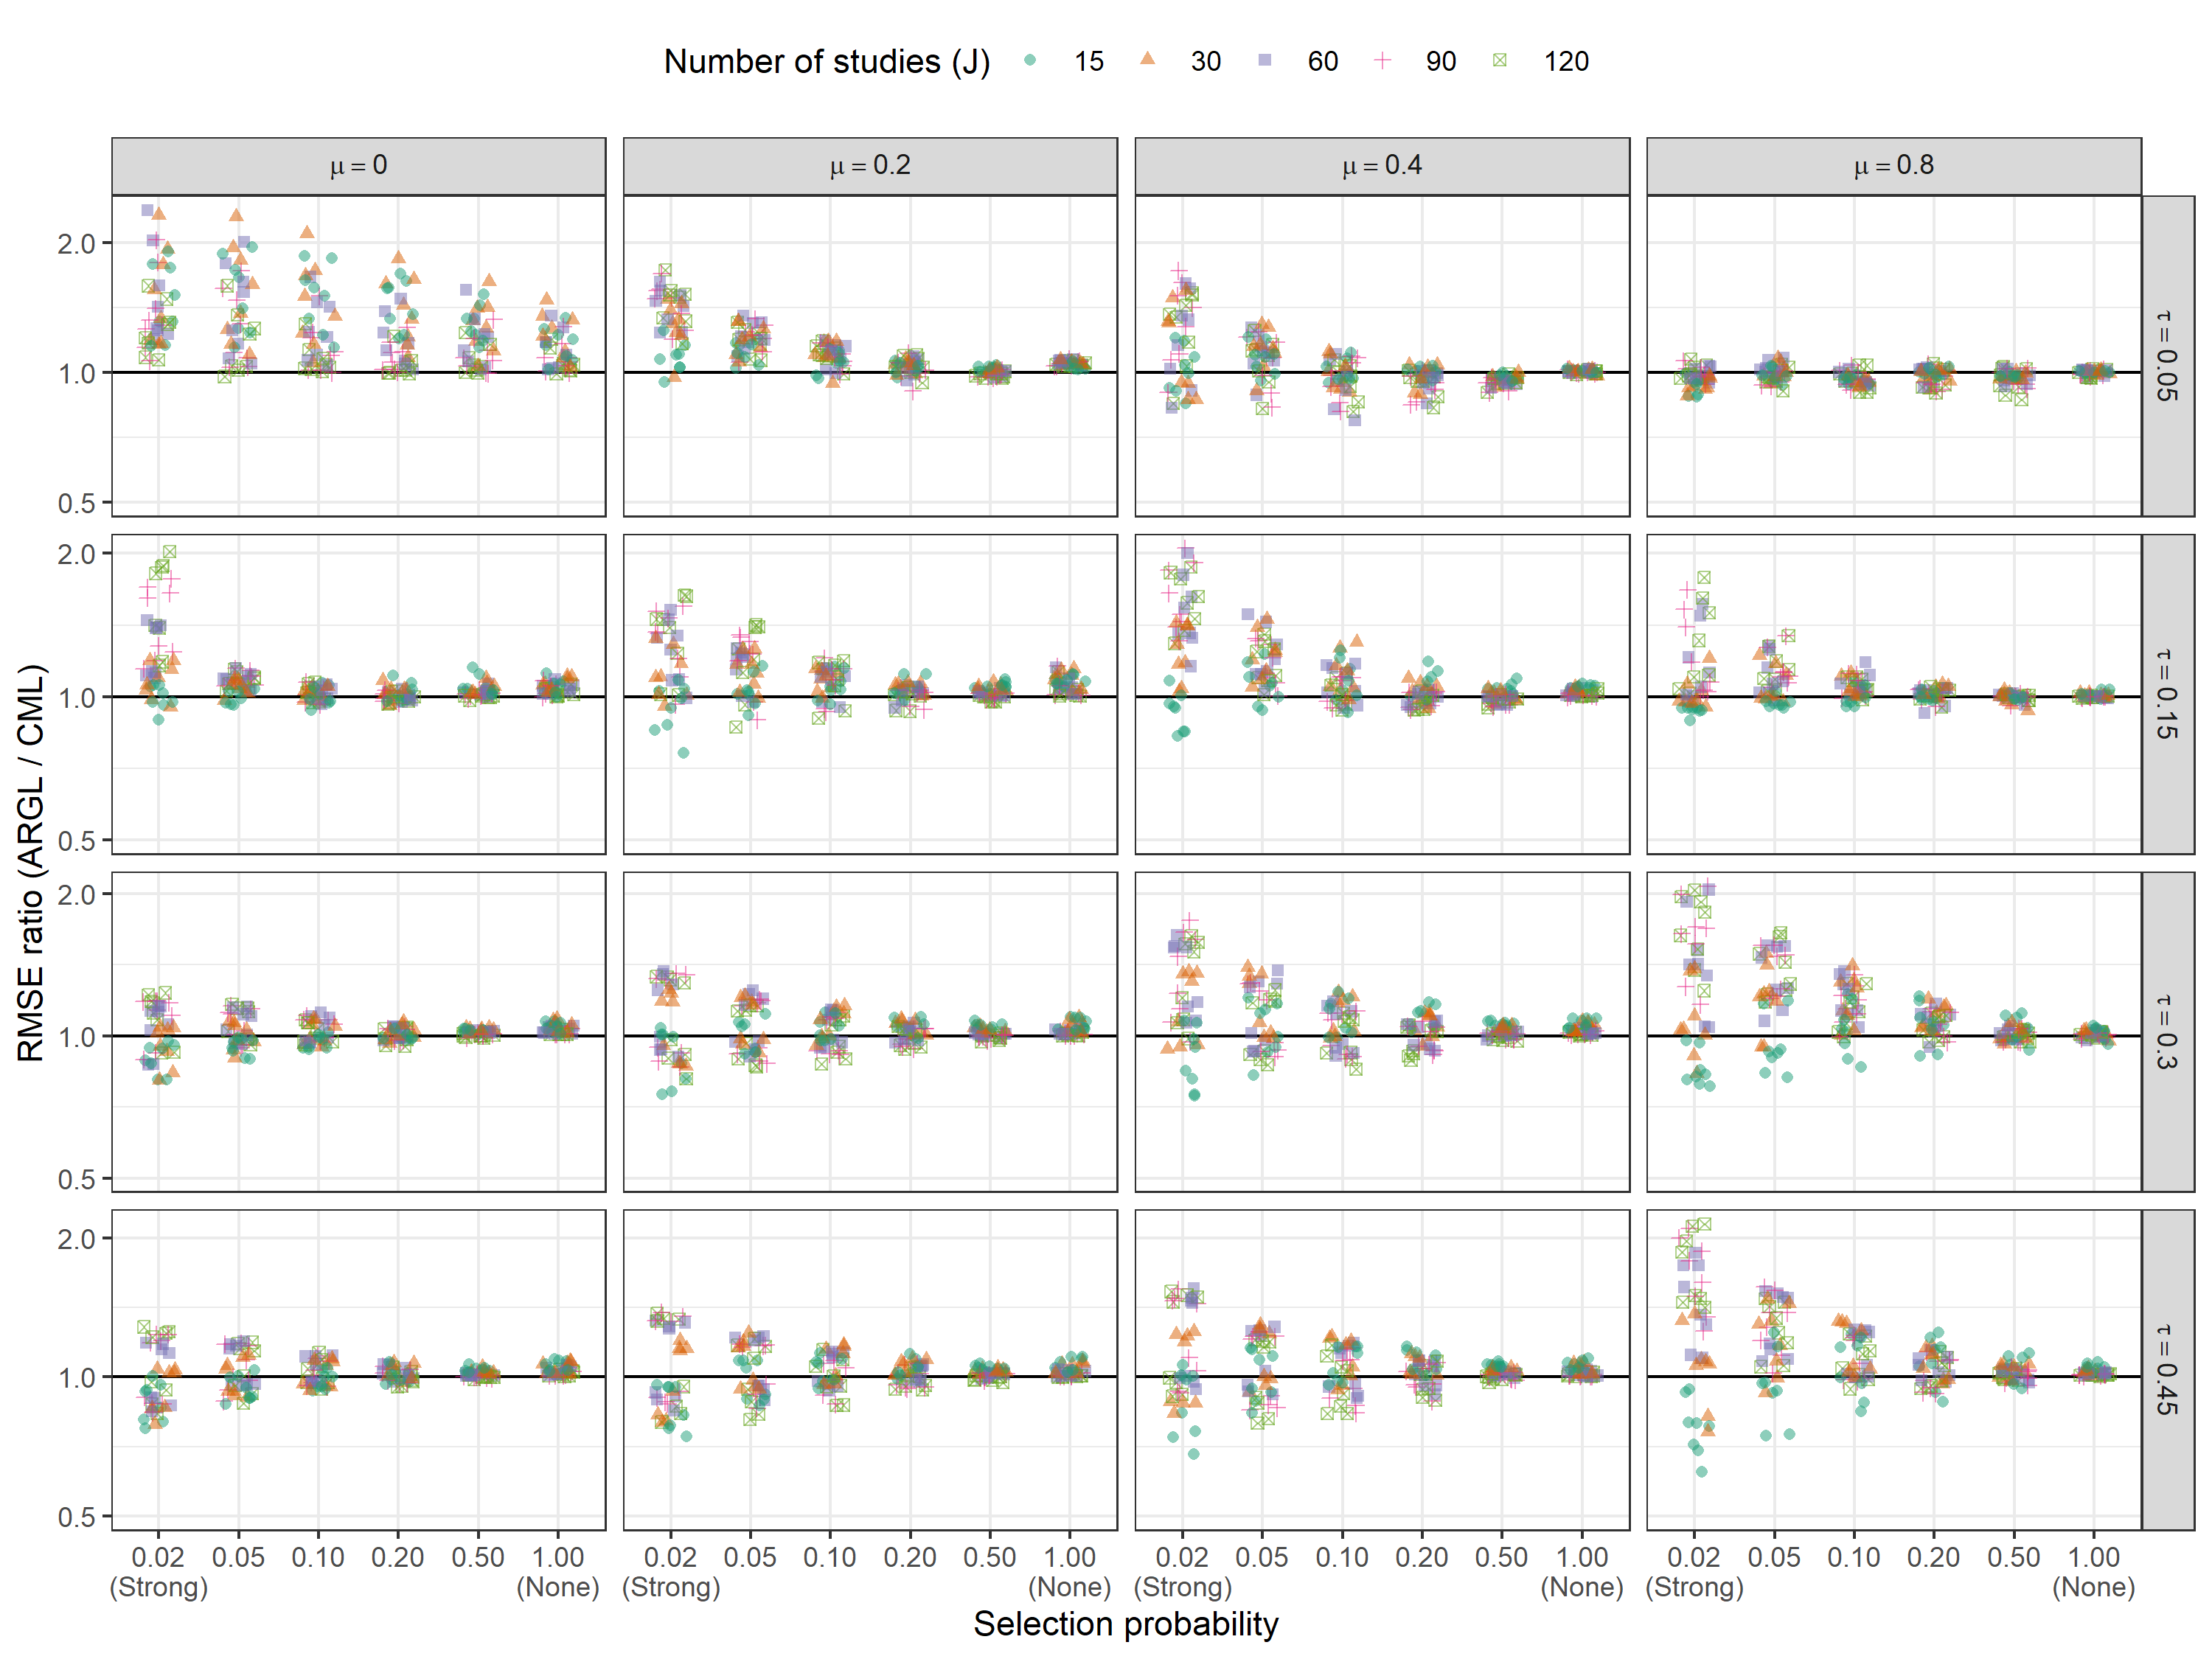 Number of studies (J) 15 30 60 90 120
μ = 0 μ = 0.2 μ = 0.4 μ = 0.8
RMSE ratio (ARGL / CML)
2.0
1.0
0.5
τ = 0.05
2.0
1.0
0.5
τ = 0.15
2.0
1.0
0.5
τ = 0.3
2.0
1.0
0.5
τ = 0.45
0.02 0.05 0.10 0.20 0.50 1.00 0.02 0.05 0.10 0.20 0.50 1.00 0.02 0.05 0.10 0.20 0.50 1.00 0.02 0.05 0.10 0.20 0.50 1.00
(Strong) (None) (Strong) (None) (Strong) (None) (Strong) (None)
Selection probability